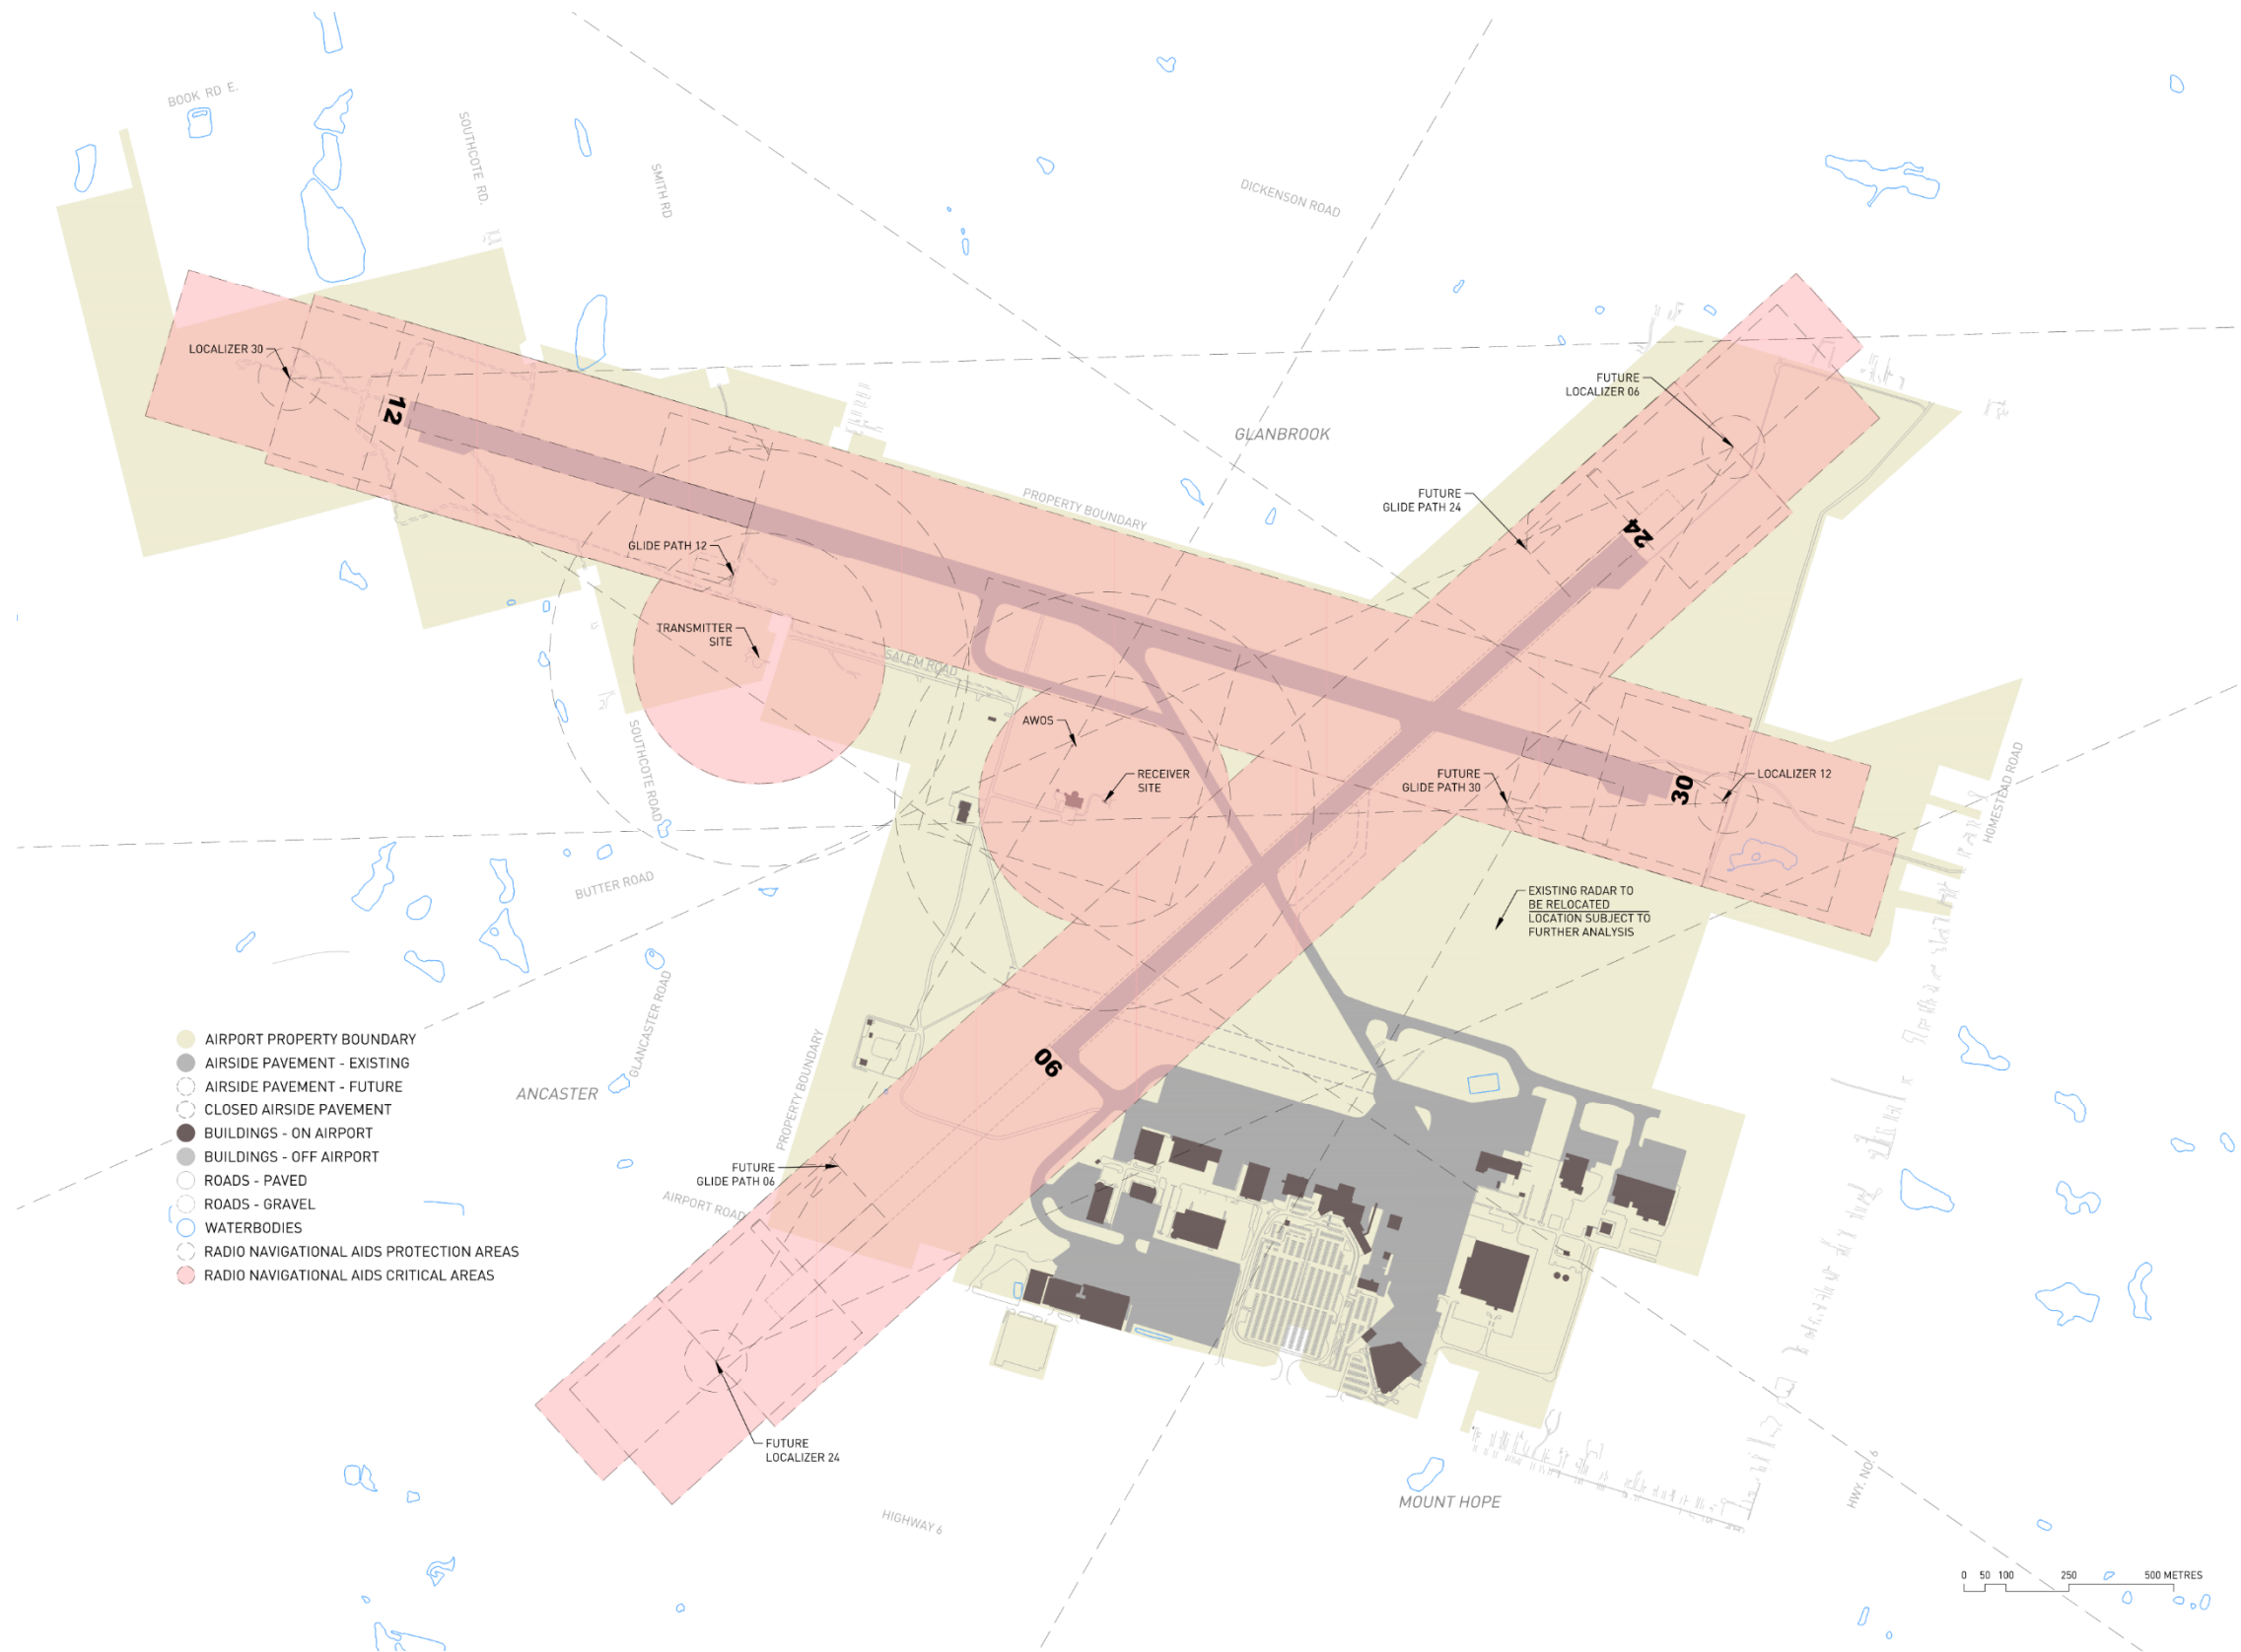 BOOK RD E.
SOUTHCOTE RD.
SMITH RD
DICKENSON ROAD
LOCALIZER 30
12
FUTURE
LOCALIZER 06
GLANBROOK
PROPERTY BOUNDARY
FUTURE
GLIDE PATH 24
24
GLIDE PATH 12
TRANSMITTER
SITE
SALEM ROAD
SOUTHCOTE ROAD
AWOS
RECEIVER
SITE
FUTURE
GLIDE PATH 30
30
LOCALIZER 12
HOMESTEAD ROAD
BUTTER ROAD
EXISTING RADAR TO
BE RELOCATED
LOCATION SUBJECT TO
FURTHER ANALYSIS
GLANCASTER ROAD
ANCASTER
PROPERTY BOUNDARY
06
AIRPORT PROPERTY BOUNDARY
AIRSIDE PAVEMENT - EXISTING
AIRSIDE PAVEMENT - FUTURE
CLOSED AIRSIDE PAVEMENT
BUILDINGS - ON AIRPORT
BUILDINGS - OFF AIRPORT
ROADS - PAVED
ROADS - GRAVEL
WATERBODIES
RADIO NAVIGATIONAL AIDS PROTECTION AREAS
RADIO NAVIGATIONAL AIDS CRITICAL AREAS
FUTURE
GLIDE PATH 06
AIRPORT ROAD
FUTURE
LOCALIZER 24
HIGHWAY 6
MOUNT HOPE
HWY. NO. 6
0 50 100 250 500 METRES